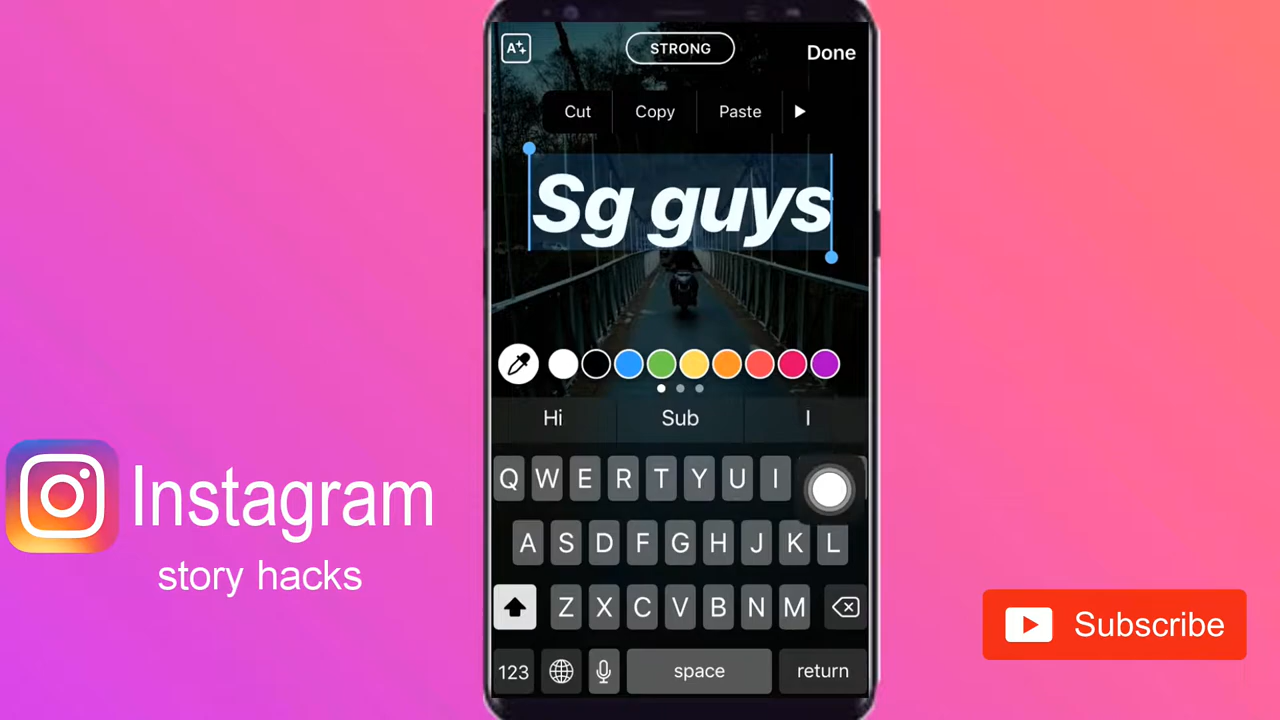 A
STRONG
Done
Cut
Copy
Paste
Sg guys
Hi
Sub
I
Q W E R T Y U I
A S D F G H J K L
Z X C V B N M
123
space
return
Instagram
story hacks
Subscribe